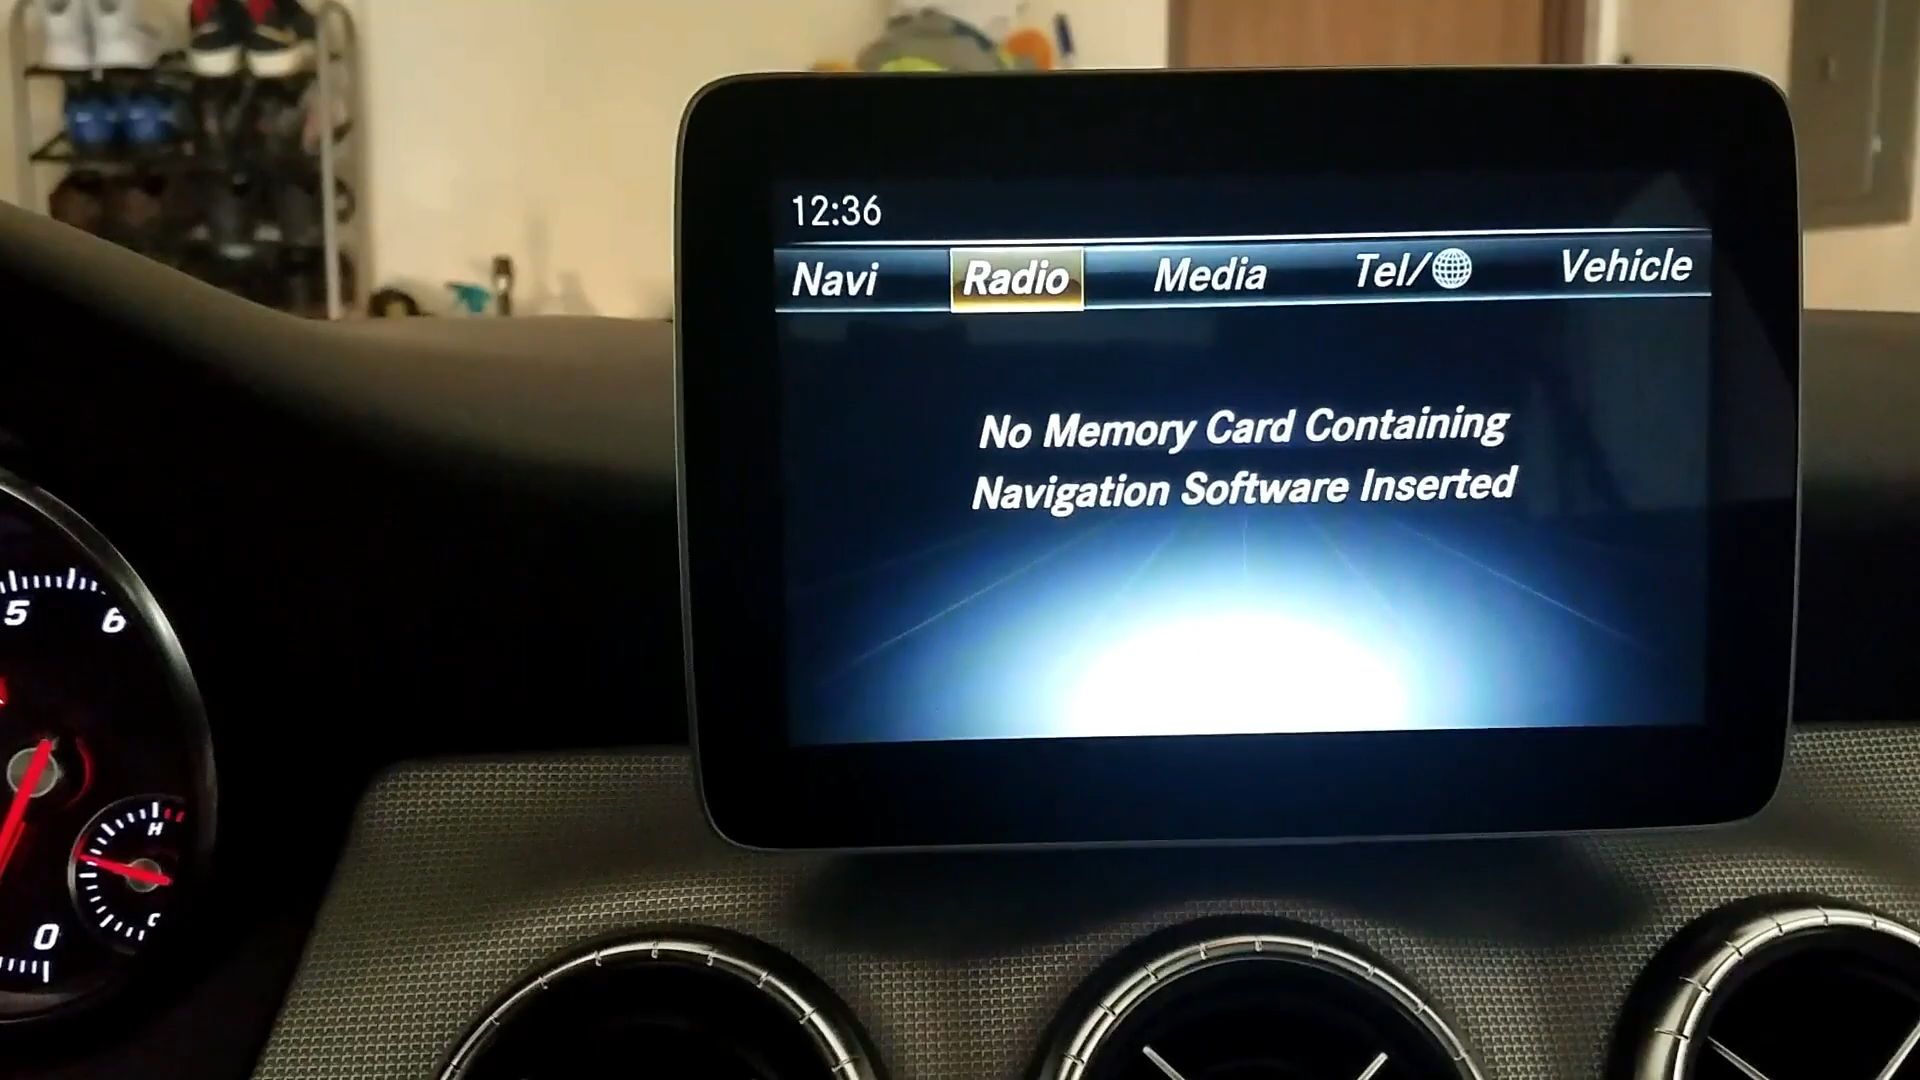 12:36
Navi Radio Media Tel/ Vehicle
No Memory Card Containing
Navigation Software Inserted
5 6
H
C
0